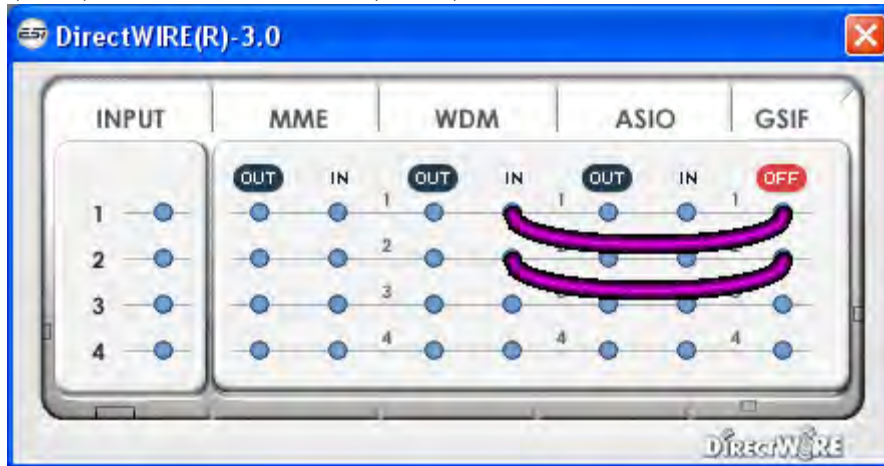 ESI DirectWIRE(R)-3.0
INPUT MME WDM ASIO GSIF
OUT IN OUT IN OUT IN OFF
1 1 1 1
2 2
3 3
4 4 4 4
DIRECTWIRE